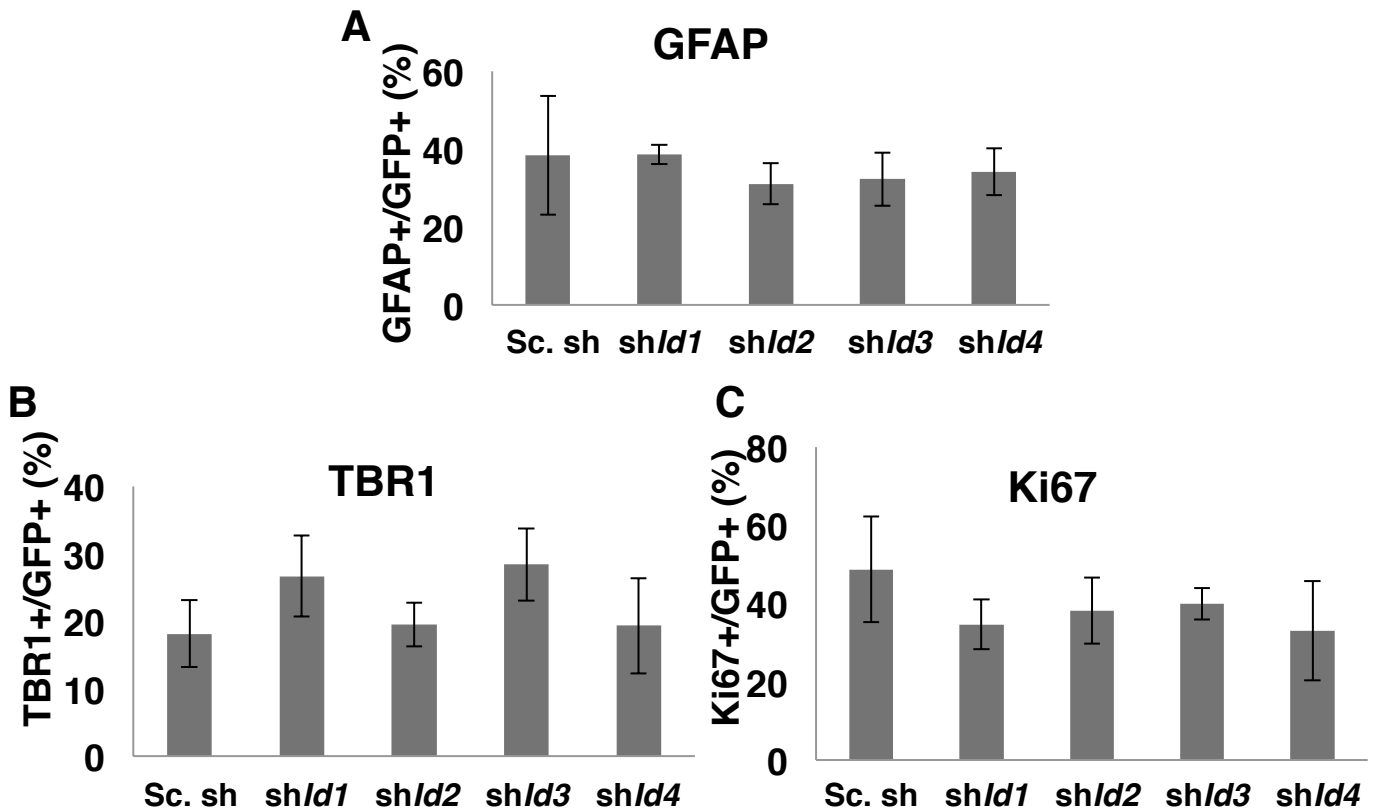 A
GFAP
GFAP+/GFP+ (%)
60
40
20
0
Sc. sh shId1 shId2 shId3 shId4
B
TBR1
TBR1+/GFP+ (%)
40
30
20
10
0
Sc. sh shId1 shId2 shId3 shId4
C
Ki67
Ki67+/GFP+ (%)
80
60
40
20
0
Sc. sh shId1 shId2 shId3 shId4